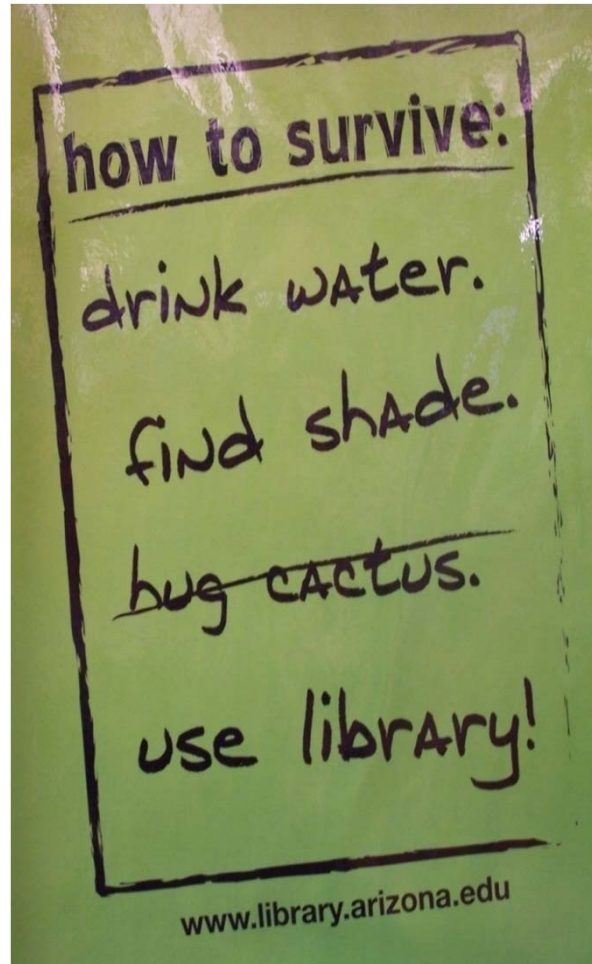 how to survive:
drink water.
find shade.
hug cactus.
use library!
www.library.arizona.edu